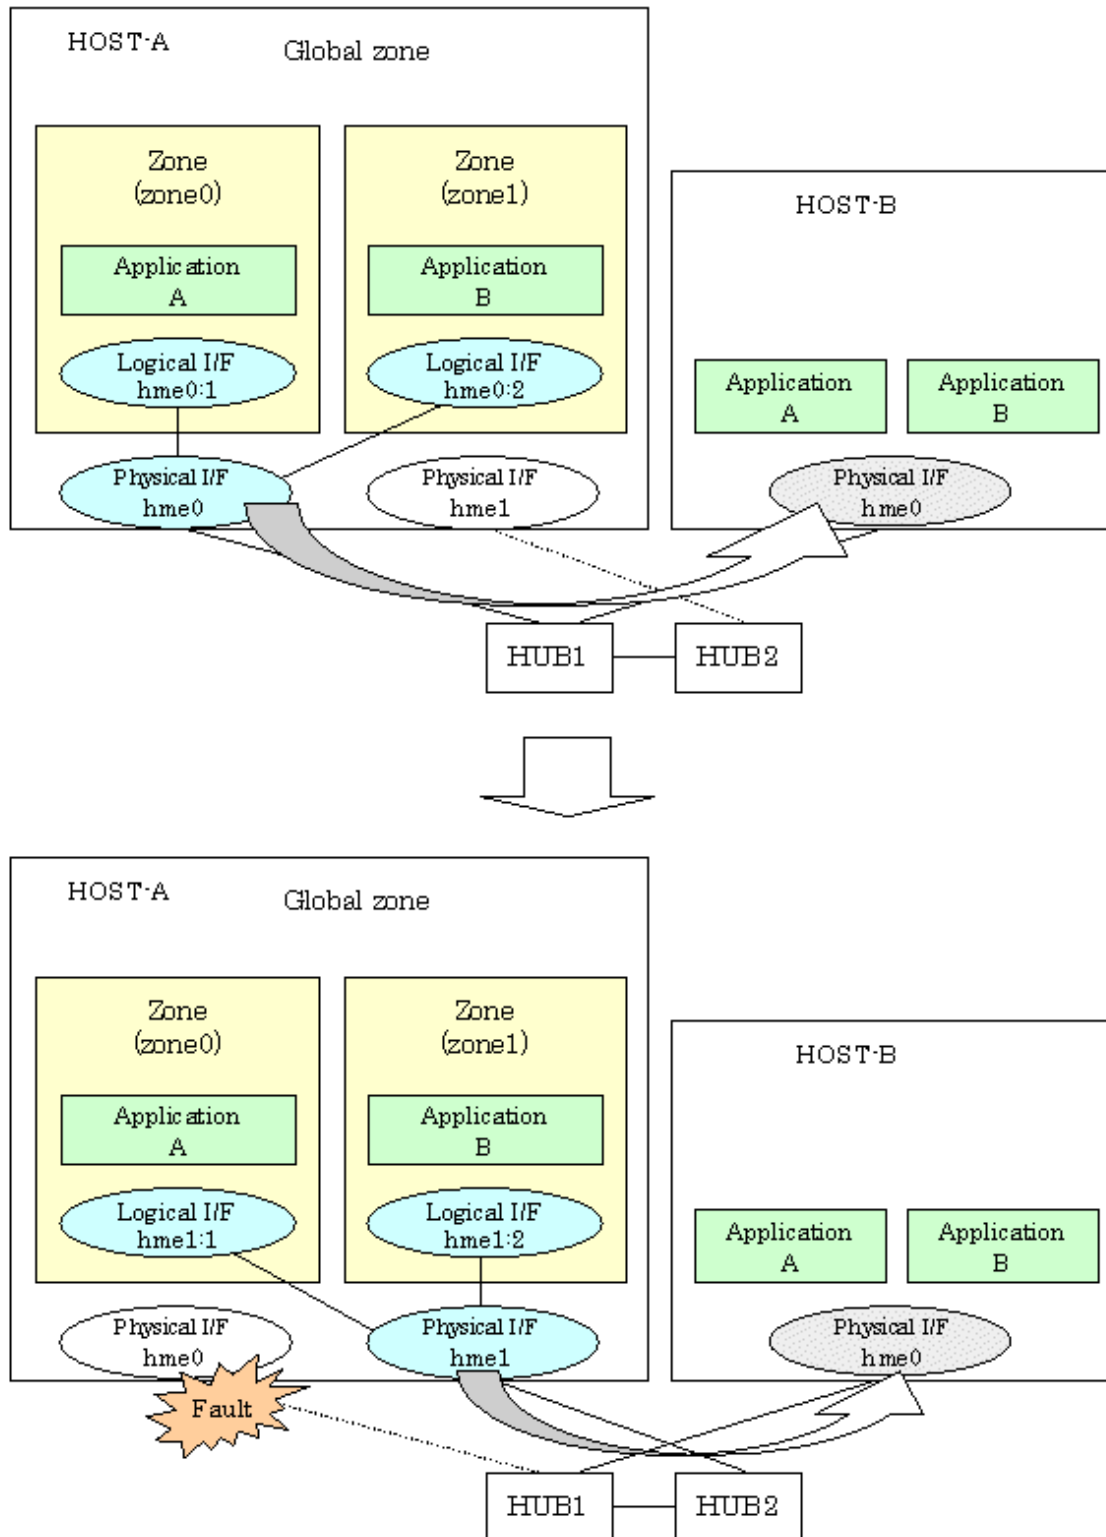 HOST-A
Global zone
Zone
(zone0)
Zone
(zone1)
HOST-B
Application
A
Application
B
Logical I/F
hme0:1
Logical I/F
hme0:2
Application
A
Application
B
Physical I/F
hme0
Physical I/F
hme1
Physical I/F
hme0
HUB1
HUB2
HOST-A
Global zone
Zone
(zone0)
Zone
(zone1)
HOST-B
Application
A
Application
B
Logical I/F
hme1:1
Logical I/F
hme1:2
Application
A
Application
B
Physical I/F
hme0
Physical I/F
hme1
Physical I/F
hme0
Fault
HUB1
HUB2